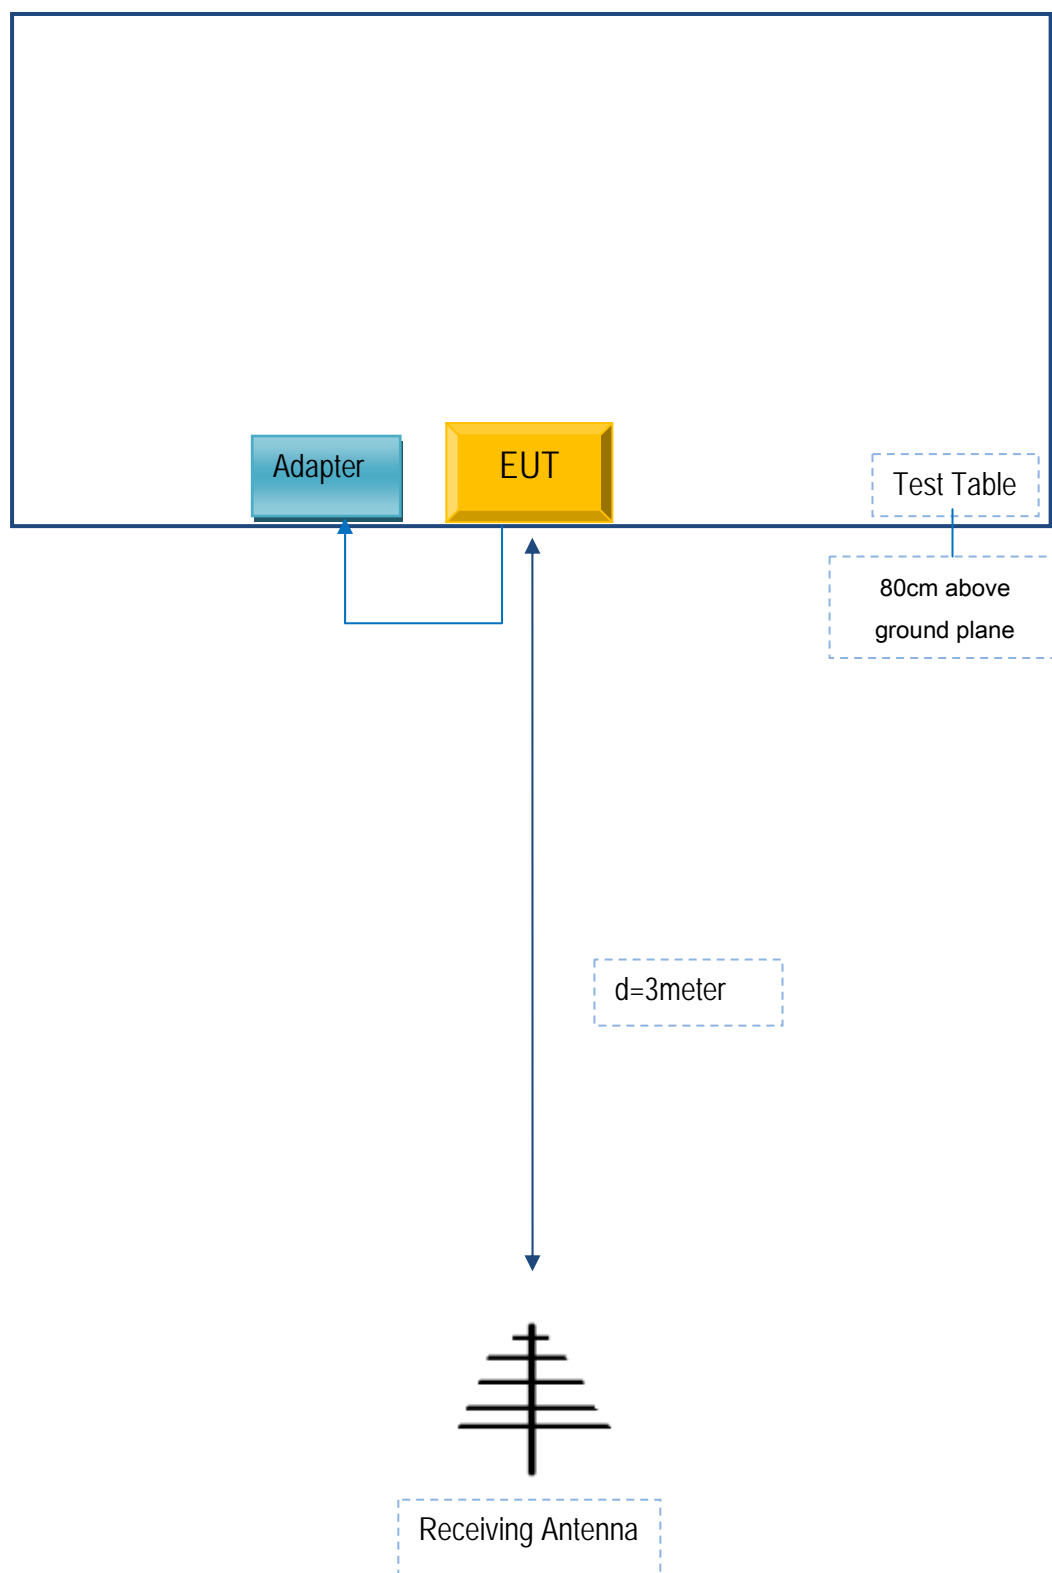 Adapter
EUT
Test Table
80cm above
ground plane
d=3meter
Receiving Antenna